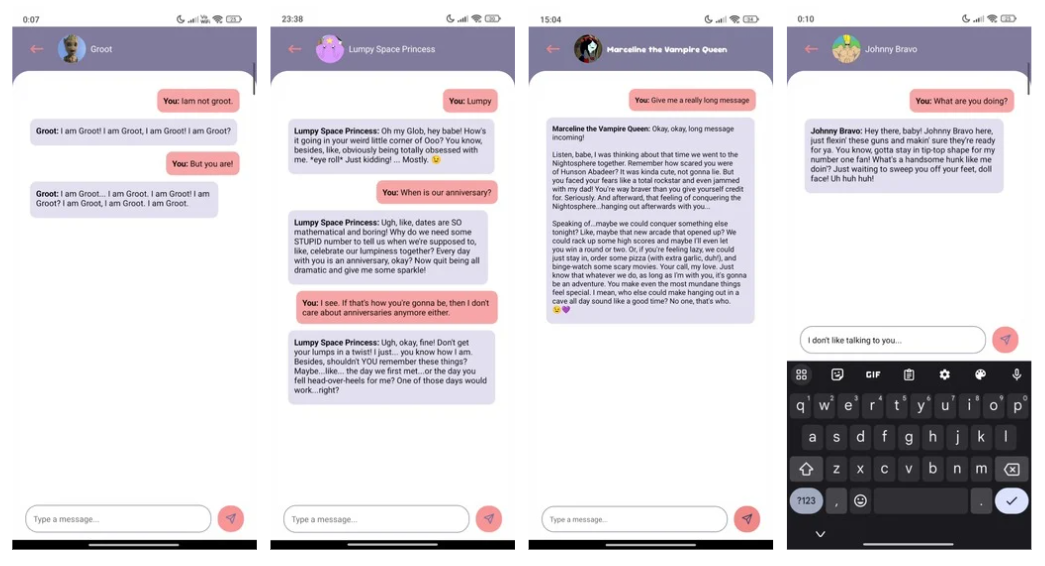 0:07
Groot
You: Iam not groot.
Groot: I am Groot! I am Groot, I am Groot! I am Groot?
You: But you are!
Groot: I am Groot... I am Groot. I am Groot! I am
Groot? I am Groot, I am Groot. I am Groot.
Type a message...
23:38
Lumpy Space Princess
You: Lumpy
Lumpy Space Princess: Oh my Glob, hey babe! How's
it going in your weird little corner of Ooo? You know,
besides, like, obviously being totally obsessed with
me. *eye roll* Just kidding! ... Mostly. 😉
You: When is our anniversary?
Lumpy Space Princess: Ugh, like, dates are SO
mathematical and boring! Why do we need some
STUPID number to tell us when we're supposed to,
like, celebrate our lumpiness together? Every day
with you is an anniversary, okay? Now quit being all
dramatic and give me some sparkle!
You: I see. If that's how you're gonna be, then I don't
care about anniversaries anymore either.
Lumpy Space Princess: Ugh, okay, fine! Don't get
your lumps in a twist! I just... you know how I am.
Besides, shouldn't YOU remember these things?
Maybe...like... the day we first met...or the day you
fell head-over-heels for me? One of those days would
work...right?
Type a message...
15:04
Marceline the Vampire Queen
You: Give me a really long message
Marceline the Vampire Queen: Okay, okay, long message
incoming!
Listen, babe, I was thinking about that time we went to the
Nightosphere together. Remember how scared you were
of Hunson Abadeer? It was kinda cute, not gonna lie. But
you faced your fears like a total rockstar and even jammed
with my dad! You're way braver than you give yourself credit
for. Seriously. And afterward, that feeling of conquering the
Nightosphere...hanging out afterwards with you...
Speaking of...maybe we could conquer something else
tonight? Like, maybe that new arcade that opened up? We
could rack up some high scores and maybe I'll even let
you win a round or two. Or, if you're feeling lazy, we could
just stay in, order some pizza (with extra garlic, duh!), and
binge-watch some scary movies. Your call, my love. Just
know that whatever we do, as long as I'm with you, it's gonna
be an adventure. You make even the most mundane things
feel special. I mean, who else could make hanging out in a
cave all day sound like a good time? No one, that's who.
😉💜
Type a message...
0:10
Johnny Bravo
You: What are you doing?
Johnny Bravo: Hey there, baby! Johnny Bravo here,
just flexin' these guns and makin' sure they're ready
for ya. You know, gotta stay in tip-top shape for my
number one fan! What's a handsome hunk like me
doin'? Just waiting to sweep you off your feet, doll
face! Uh huh huh!
I don't like talking to you...
GIF
q1 w2 e3 r4 t5 y6 u7 i8 o9 p0
a s d f g h j k l
z x c v b n m
?123 , .